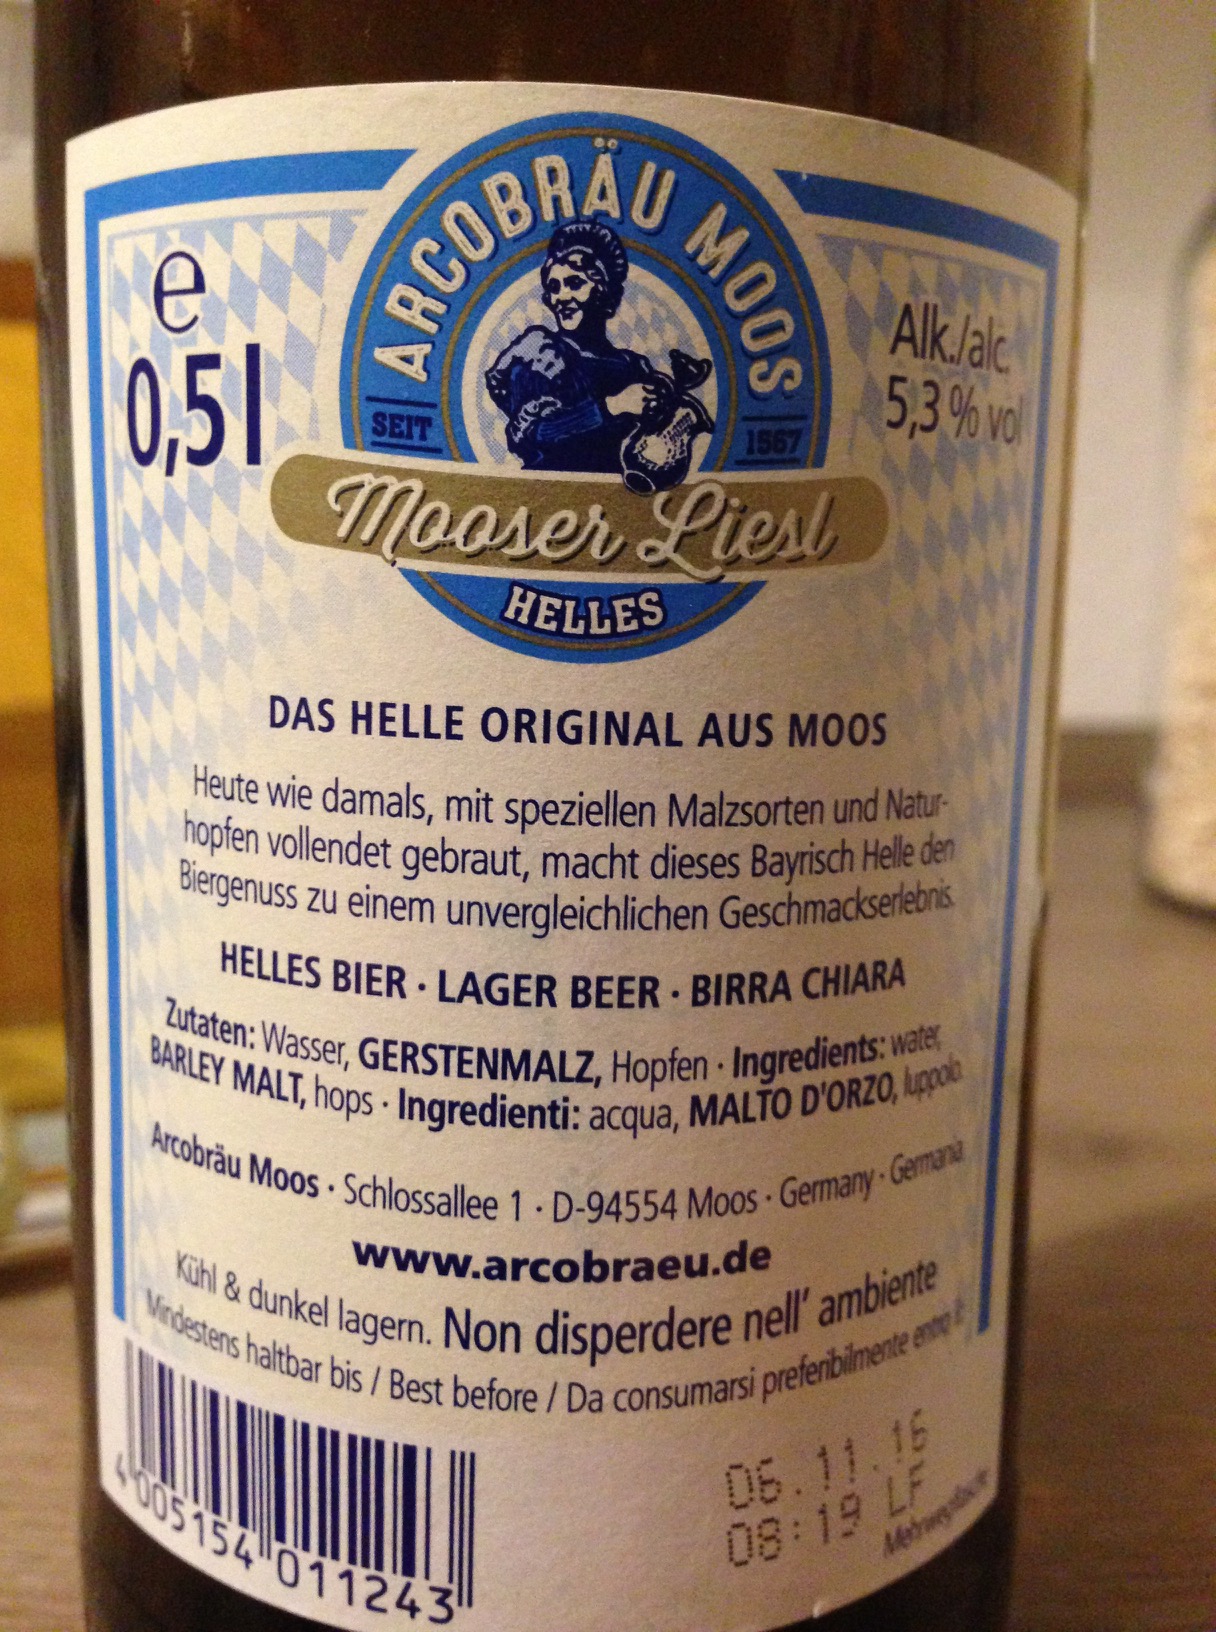 ARCOBRÄU MOOS
e
0,5l
Alk./alc.
5,3 % vol
SEIT
1567
Mooser Liesl
HELLES
DAS HELLE ORIGINAL AUS MOOS
Heute wie damals, mit speziellen Malzsorten und Natur-
hopfen vollendet gebraut, macht dieses Bayrisch Helle den
Biergenuss zu einem unvergleichlichen Geschmackserlebnis.
HELLES BIER · LAGER BEER · BIRRA CHIARA
Zutaten: Wasser, GERSTENMALZ, Hopfen · Ingredients: water,
BARLEY MALT, hops · Ingredienti: acqua, MALTO D'ORZO, luppolo.
Arcobräu Moos · Schlossallee 1 · D-94554 Moos · Germany · Germania
www.arcobraeu.de
Kühl & dunkel lagern. Non disperdere nell' ambiente
Mindestens haltbar bis / Best before / Da consumarsi preferibilmente entro il:
06.11.16
08:19 LF
Mehrwegflasche
4 005154 011243